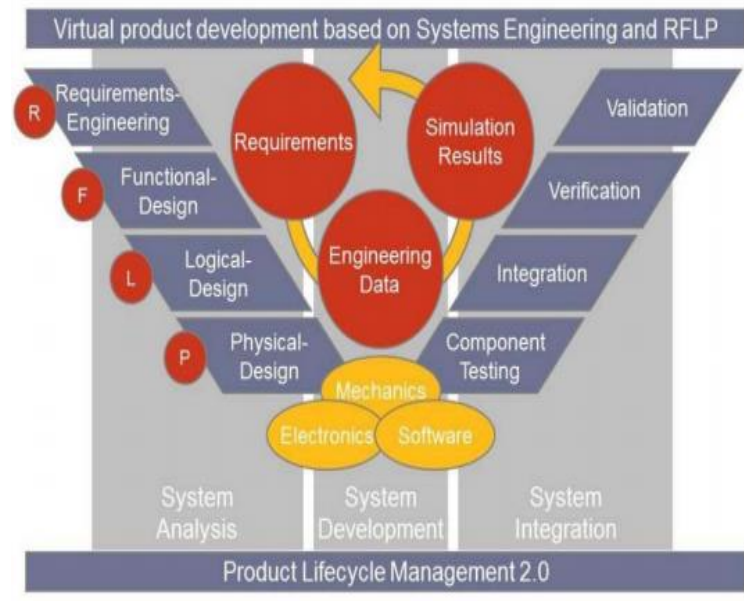 Virtual product development based on Systems Engineering and RFLP
R
Requirements-
Engineering
F
Functional-
Design
L
Logical-
Design
P
Physical-
Design
Requirements
Simulation
Results
Engineering
Data
Validation
Verification
Integration
Component
Testing
Mechanics
Electronics
Software
System
Analysis
System
Development
System
Integration
Product Lifecycle Management 2.0